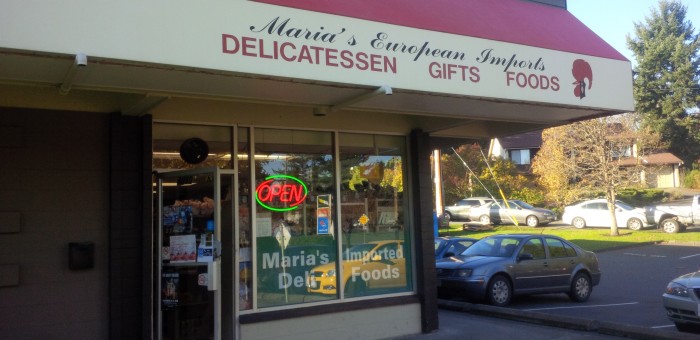 Maria's European Imports
DELICATESSEN GIFTS FOODS
OPEN
Maria's Imported
Deli Foods